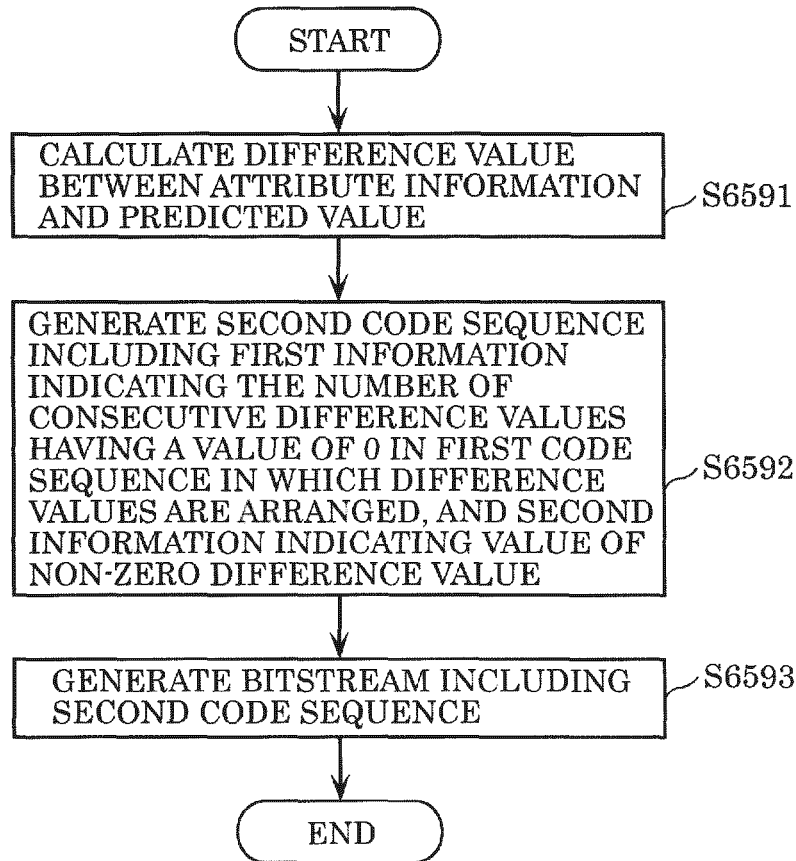 START
CALCULATE DIFFERENCE VALUE
BETWEEN ATTRIBUTE INFORMATION
AND PREDICTED VALUE
S6591
GENERATE SECOND CODE SEQUENCE
INCLUDING FIRST INFORMATION
INDICATING THE NUMBER OF
CONSECUTIVE DIFFERENCE VALUES
HAVING A VALUE OF 0 IN FIRST CODE
SEQUENCE IN WHICH DIFFERENCE
VALUES ARE ARRANGED, AND SECOND
INFORMATION INDICATING VALUE OF
NON-ZERO DIFFERENCE VALUE
S6592
GENERATE BITSTREAM INCLUDING
SECOND CODE SEQUENCE
S6593
END